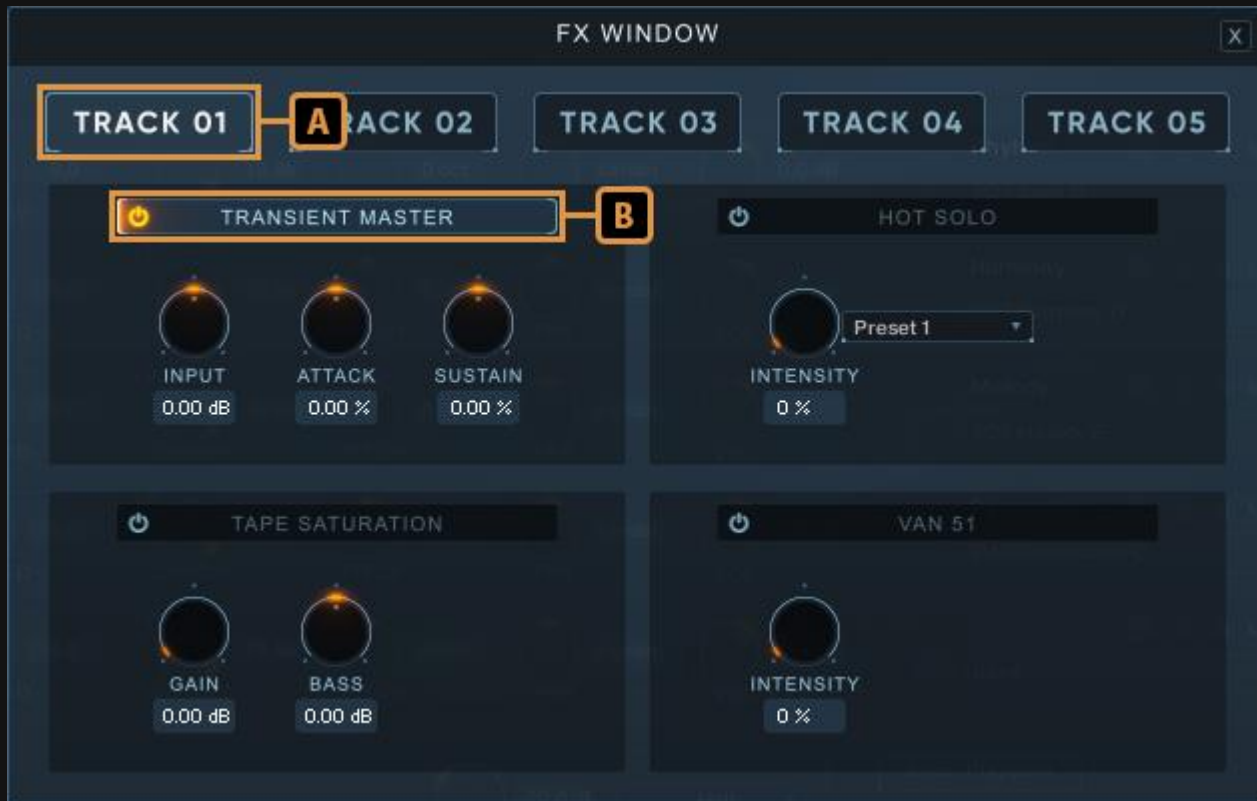 FX WINDOW
X
TRACK 01
A
RACK 02
TRACK 03
TRACK 04
TRACK 05
TRANSIENT MASTER
B
HOT SOLO
INPUT
ATTACK
SUSTAIN
0.00 dB
0.00 %
0.00 %
Preset 1
INTENSITY
0 %
TAPE SATURATION
VAN 51
GAIN
BASS
0.00 dB
0.00 dB
INTENSITY
0 %